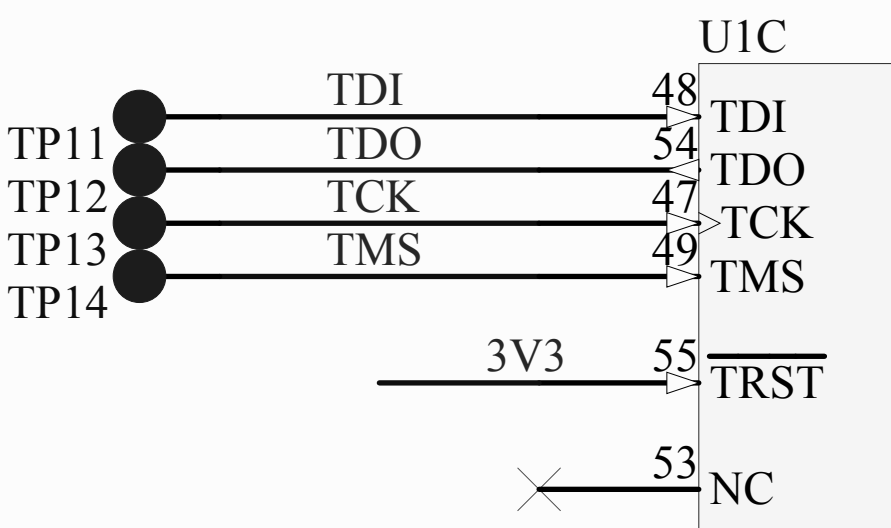 U1C
TDI 48 TDI
TP11 TDO 54 TDO
TP12 TCK 47 TCK
TP13 TMS 49 TMS
TP14
3V3 55 TRST
53 NC